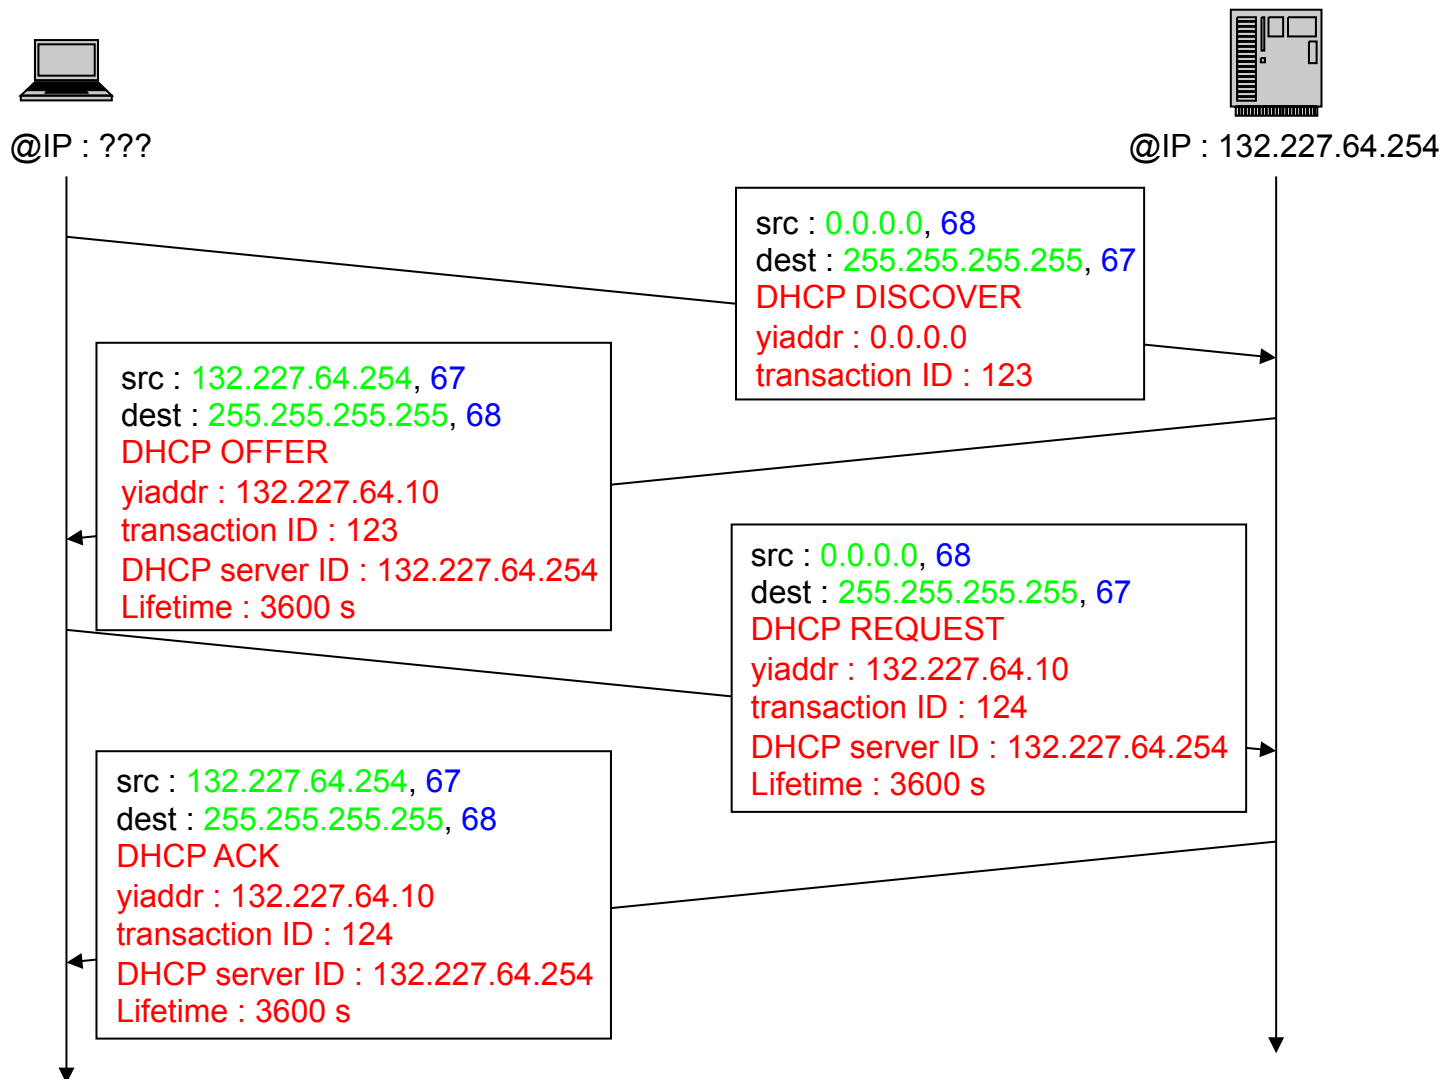 @IP : ???
@IP : 132.227.64.254
src : 0.0.0.0, 68
dest : 255.255.255.255, 67
DHCP DISCOVER
yiaddr : 0.0.0.0
transaction ID : 123
src : 132.227.64.254, 67
dest : 255.255.255.255, 68
DHCP OFFER
yiaddr : 132.227.64.10
transaction ID : 123
DHCP server ID : 132.227.64.254
Lifetime : 3600 s
src : 0.0.0.0, 68
dest : 255.255.255.255, 67
DHCP REQUEST
yiaddr : 132.227.64.10
transaction ID : 124
DHCP server ID : 132.227.64.254
Lifetime : 3600 s
src : 132.227.64.254, 67
dest : 255.255.255.255, 68
DHCP ACK
yiaddr : 132.227.64.10
transaction ID : 124
DHCP server ID : 132.227.64.254
Lifetime : 3600 s